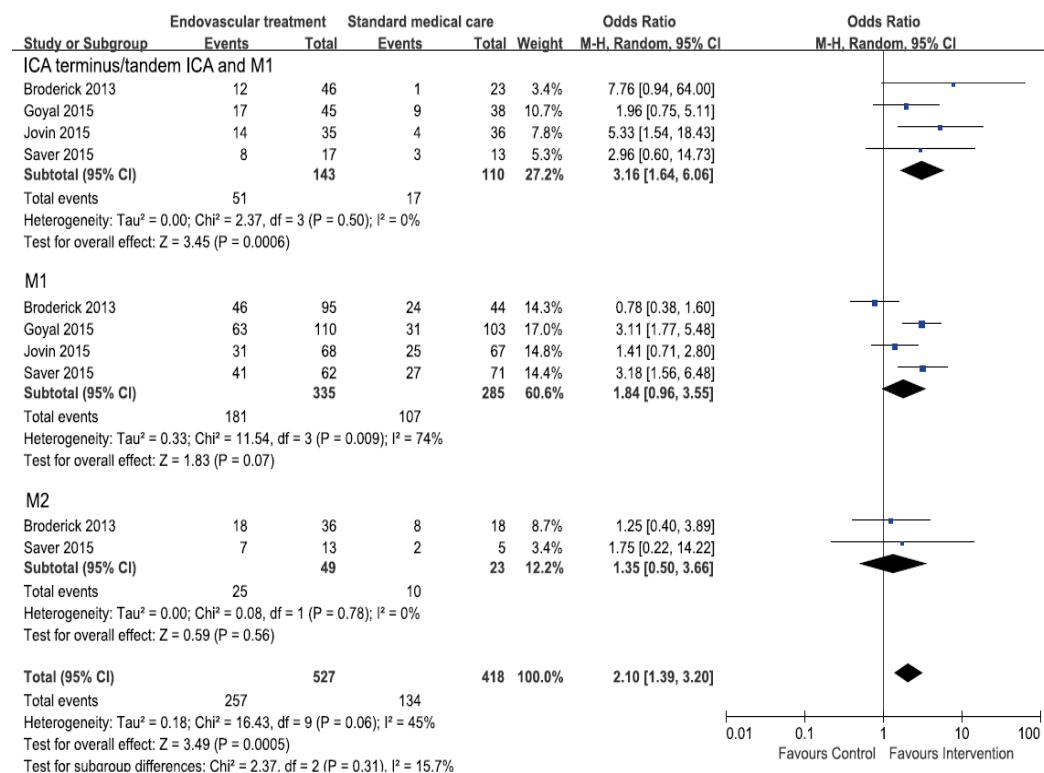 Endovascular treatment Standard medical care Odds Ratio Odds Ratio
Study or Subgroup Events Total Events Total Weight M-H, Random, 95% CI M-H, Random, 95% CI
ICA terminus/tandem ICA and M1
Broderick 2013 12 46 1 23 3.4% 7.76 [0.94, 64.00]
Goyal 2015 17 45 9 38 10.7% 1.96 [0.75, 5.11]
Jovin 2015 14 35 4 36 7.8% 5.33 [1.54, 18.43]
Saver 2015 8 17 3 13 5.3% 2.96 [0.60, 14.73]
Subtotal (95% CI) 143 110 27.2% 3.16 [1.64, 6.06]
Total events 51 17
Heterogeneity: Tau² = 0.00; Chi² = 2.37, df = 3 (P = 0.50); I² = 0%
Test for overall effect: Z = 3.45 (P = 0.0006)
M1
Broderick 2013 46 95 24 44 14.3% 0.78 [0.38, 1.60]
Goyal 2015 63 110 31 103 17.0% 3.11 [1.77, 5.48]
Jovin 2015 31 68 25 67 14.8% 1.41 [0.71, 2.80]
Saver 2015 41 62 27 71 14.4% 3.18 [1.56, 6.48]
Subtotal (95% CI) 335 285 60.6% 1.84 [0.96, 3.55]
Total events 181 107
Heterogeneity: Tau² = 0.33; Chi² = 11.54, df = 3 (P = 0.009); I² = 74%
Test for overall effect: Z = 1.83 (P = 0.07)
M2
Broderick 2013 18 36 8 18 8.7% 1.25 [0.40, 3.89]
Saver 2015 7 13 2 5 3.4% 1.75 [0.22, 14.22]
Subtotal (95% CI) 49 23 12.2% 1.35 [0.50, 3.66]
Total events 25 10
Heterogeneity: Tau² = 0.00; Chi² = 0.08, df = 1 (P = 0.78); I² = 0%
Test for overall effect: Z = 0.59 (P = 0.56)
Total (95% CI) 527 418 100.0% 2.10 [1.39, 3.20]
Total events 257 134
Heterogeneity: Tau² = 0.18; Chi² = 16.43, df = 9 (P = 0.06); I² = 45%
Test for overall effect: Z = 3.49 (P = 0.0005)
Test for subgroup differences: Chi² = 2.37, df = 2 (P = 0.31), I² = 15.7%
0.01 0.1 1 10 100
Favours Control Favours Intervention